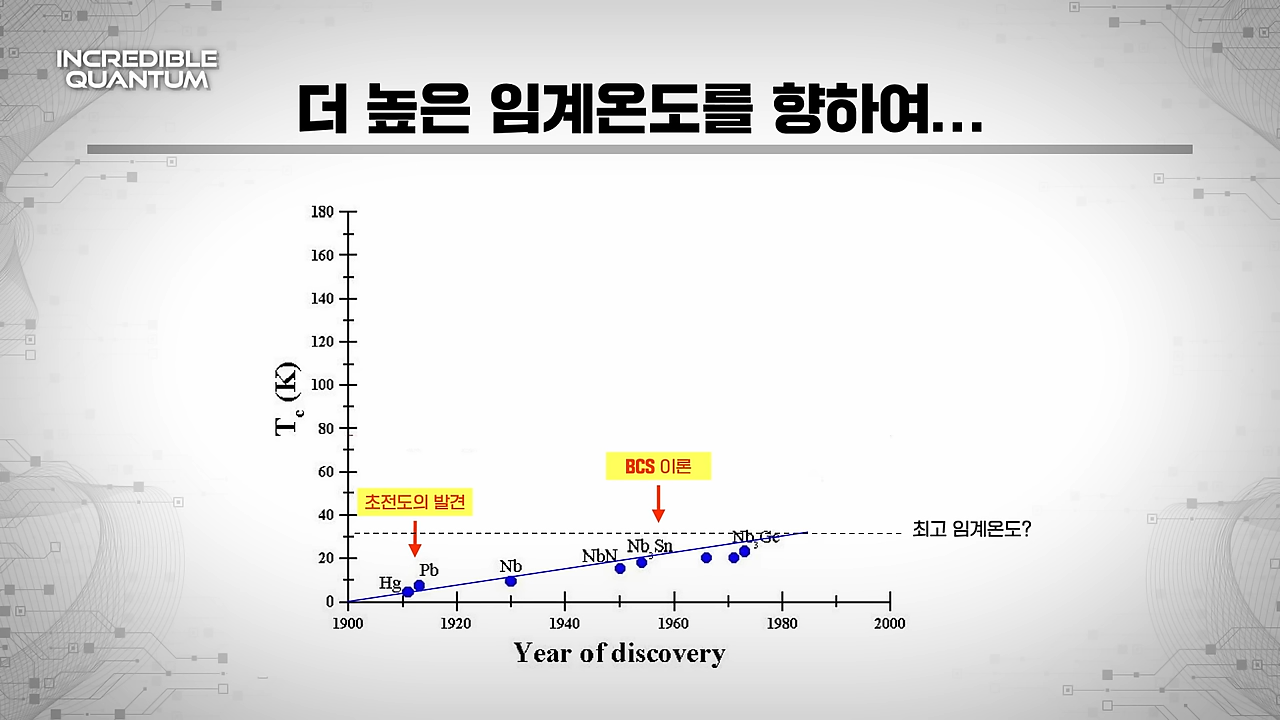 INCREDIBLE
QUANTUM
더 높은 임계온도를 향하여...
180
160
140
120
100
80
60
40
20
0
T c (K)
초전도의 발견
BCS 이론
최고 임계온도?
Hg
Pb
Nb
NbN
Nb3Sn
Nb3Ge
1900
1920
1940
1960
1980
2000
Year of discovery